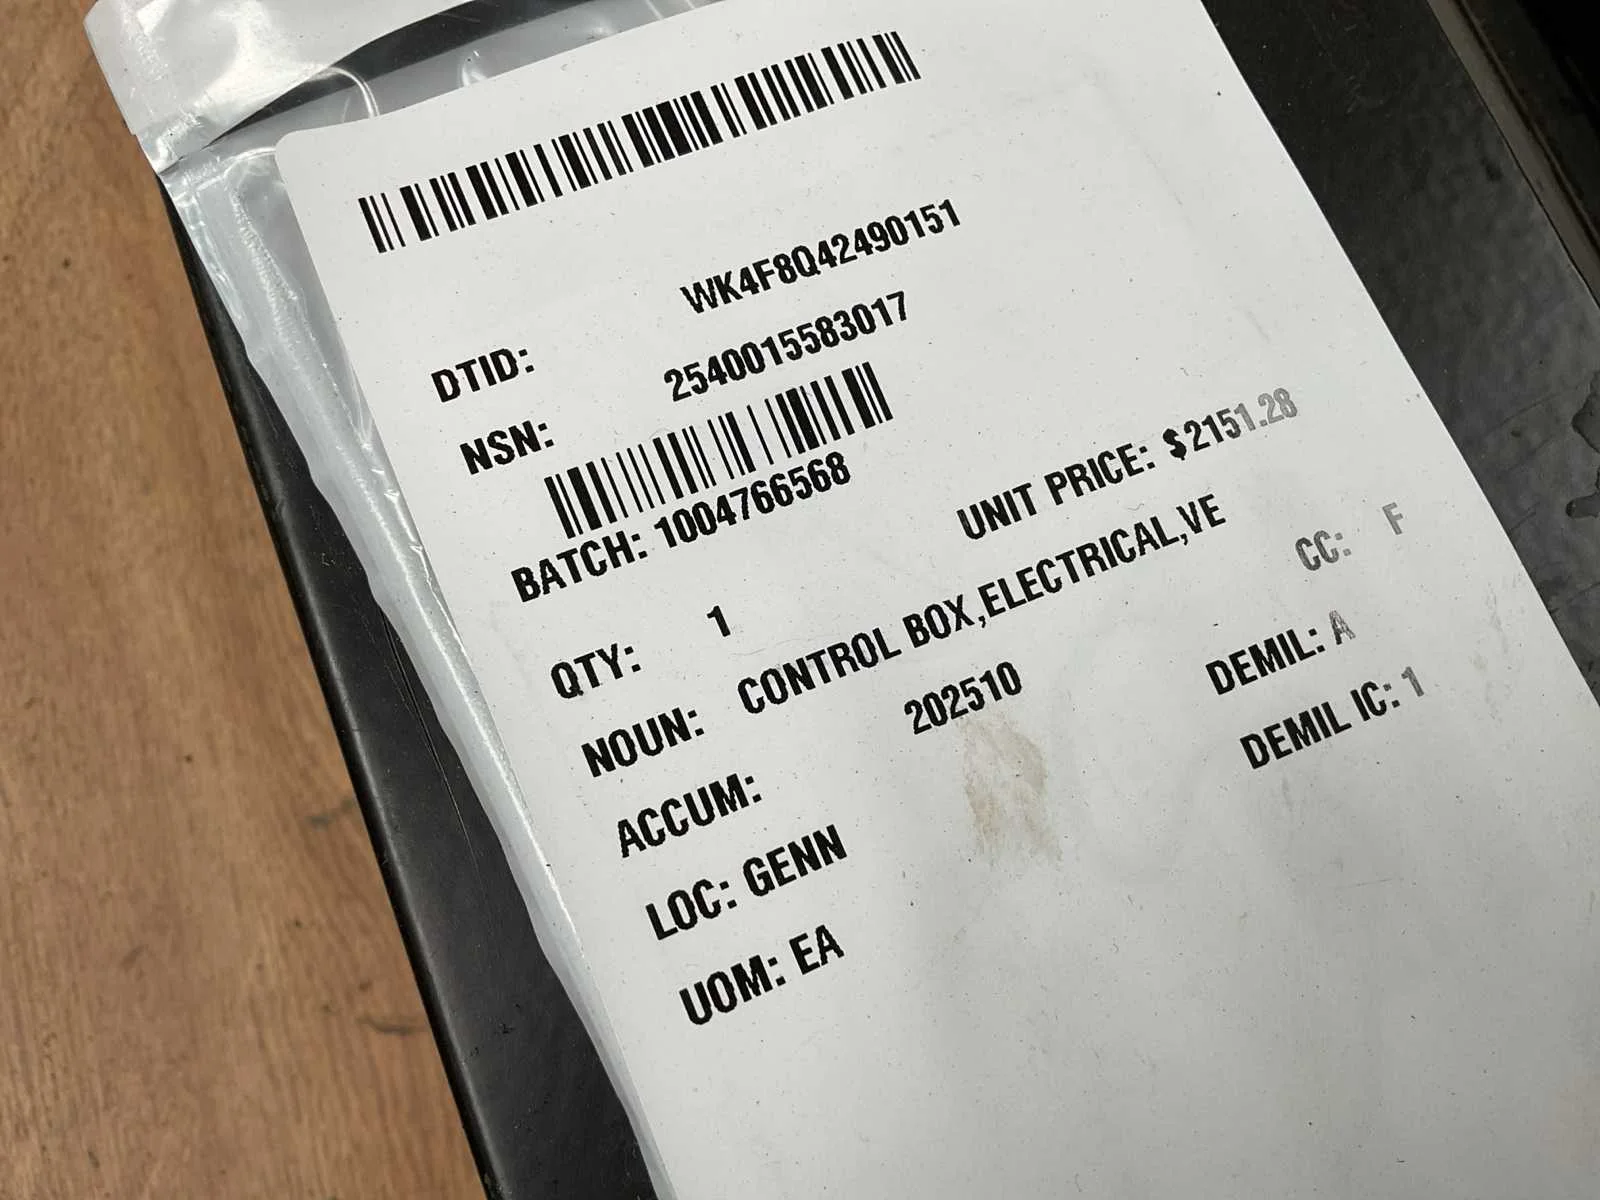 DTID: WK4F8Q42490151
NSN: 2540015583017
BATCH: 1004766568
UNIT PRICE: $2151.28
QTY: 1
NOUN: CONTROL BOX,ELECTRICAL,VE
CC: F
ACCUM: 202510
DEMIL: A
LOC: GENN
DEMIL IC: 1
UOM: EA